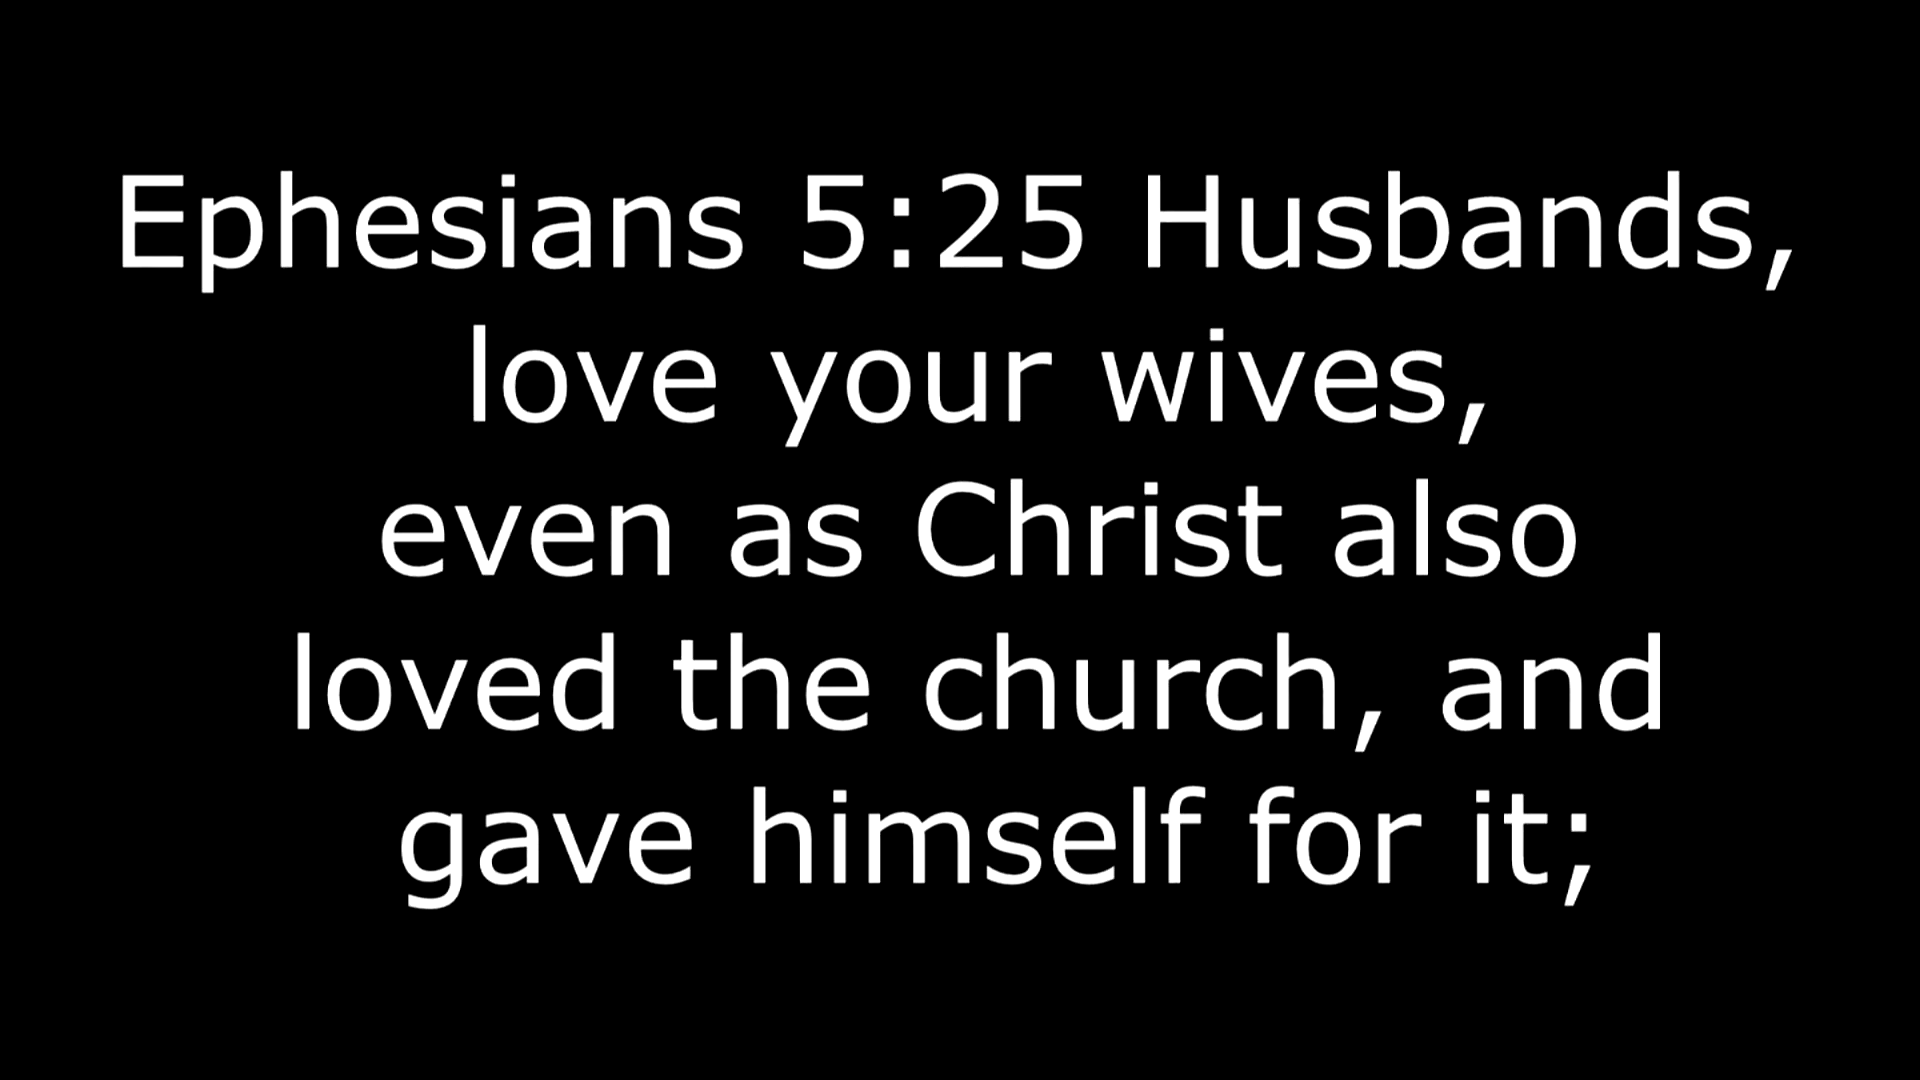 Ephesians 5:25 Husbands,
love your wives,
even as Christ also
loved the church, and
gave himself for it;